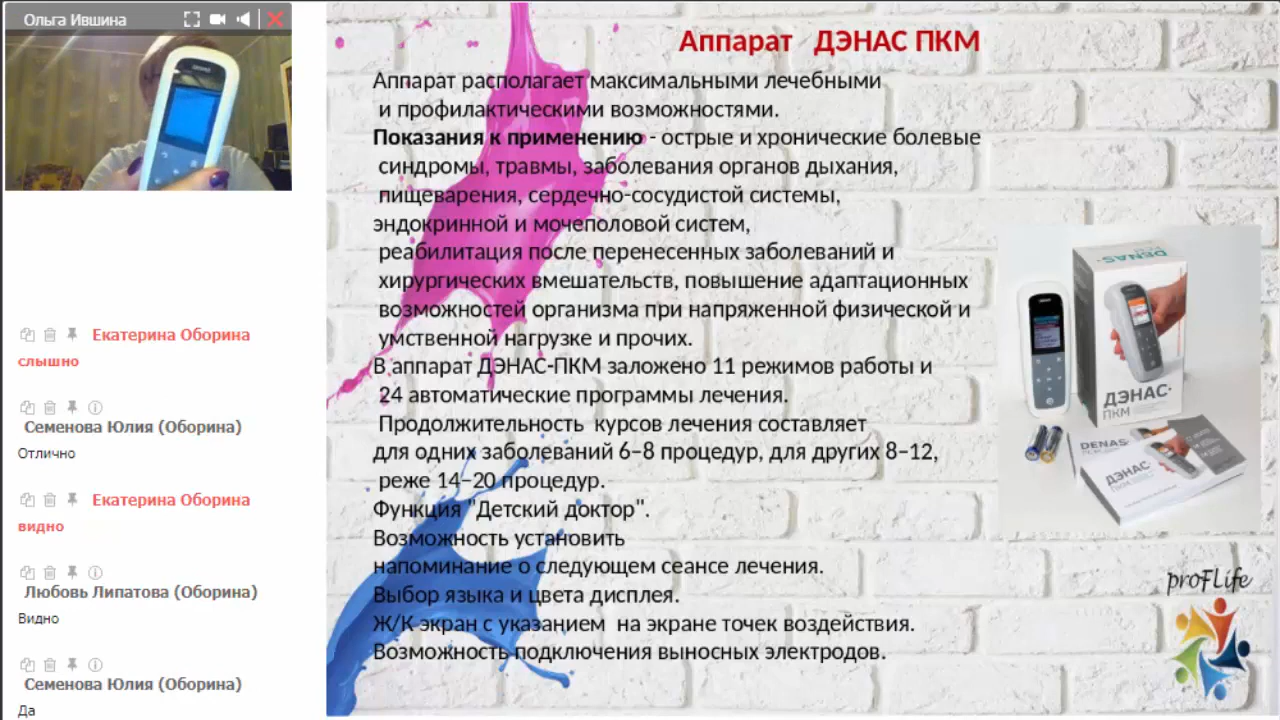 Ольга Ившина
Екатерина Оборина
слышно
Семенова Юлия (Оборина)
Отлично
Екатерина Оборина
видно
Любовь Липатова (Оборина)
Видно
Семенова Юлия (Оборина)
Да
Аппарат ДЭНАС ПКМ
Аппарат располагает максимальными лечебными
и профилактическими возможностями.
Показания к применению - острые и хронические болевые
синдромы, травмы, заболевания органов дыхания,
пищеварения, сердечно-сосудистой системы,
эндокринной и мочеполовой систем,
реабилитация после перенесенных заболеваний и
хирургических вмешательств, повышение адаптационных
возможностей организма при напряженной физической и
умственной нагрузке и прочих.
В аппарат ДЭНАС-ПКМ заложено 11 режимов работы и
24 автоматические программы лечения.
Продолжительность курсов лечения составляет
для одних заболеваний 6–8 процедур, для других 8–12,
реже 14–20 процедур.
Функция "Детский доктор".
Возможность установить
напоминание о следующем сеансе лечения.
Выбор языка и цвета дисплея.
Ж/К экран с указанием на экране точек воздействия.
Возможность подключения выносных электродов.
DENAS
ДЭНАС
ПКМ
DENAS
ДЭНАС
ПКМ
proFLife